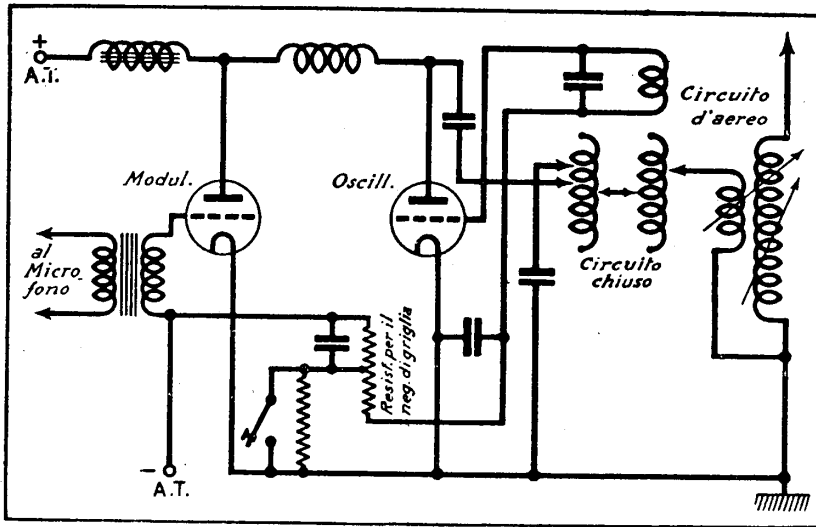 +
A.T.
Modul.
Oscill.
Circuito
d'aereo
al
Micro-
fono
Circuito
chiuso
Resist. per il
neg. di griglia
-
A.T.